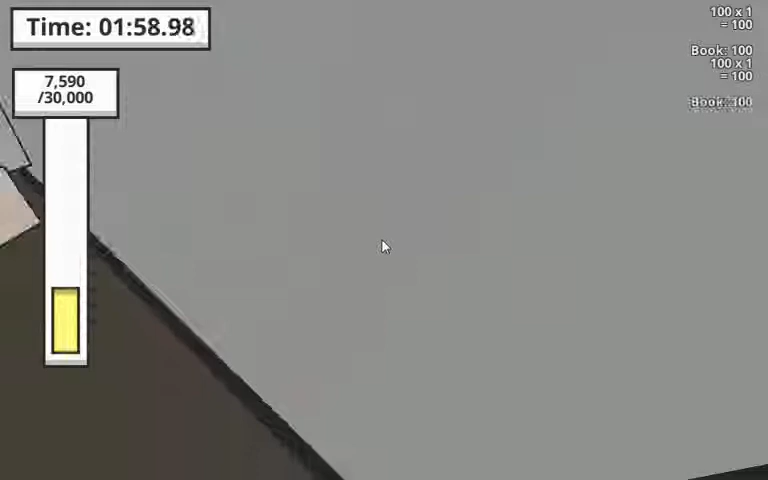 Time: 01:58.98
7,590
/30,000
100 x 1
= 100
Book: 100
100 x 1
= 100
Book: 100